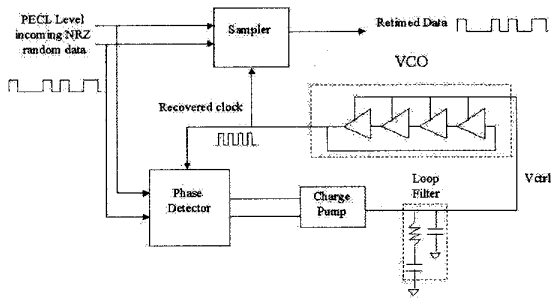 PECL Level
incoming NRZ
random data
Sampler
Retimed Data
VCO
Recovered clock
Phase
Detector
Charge
Pump
Loop
Filter
Vctrl